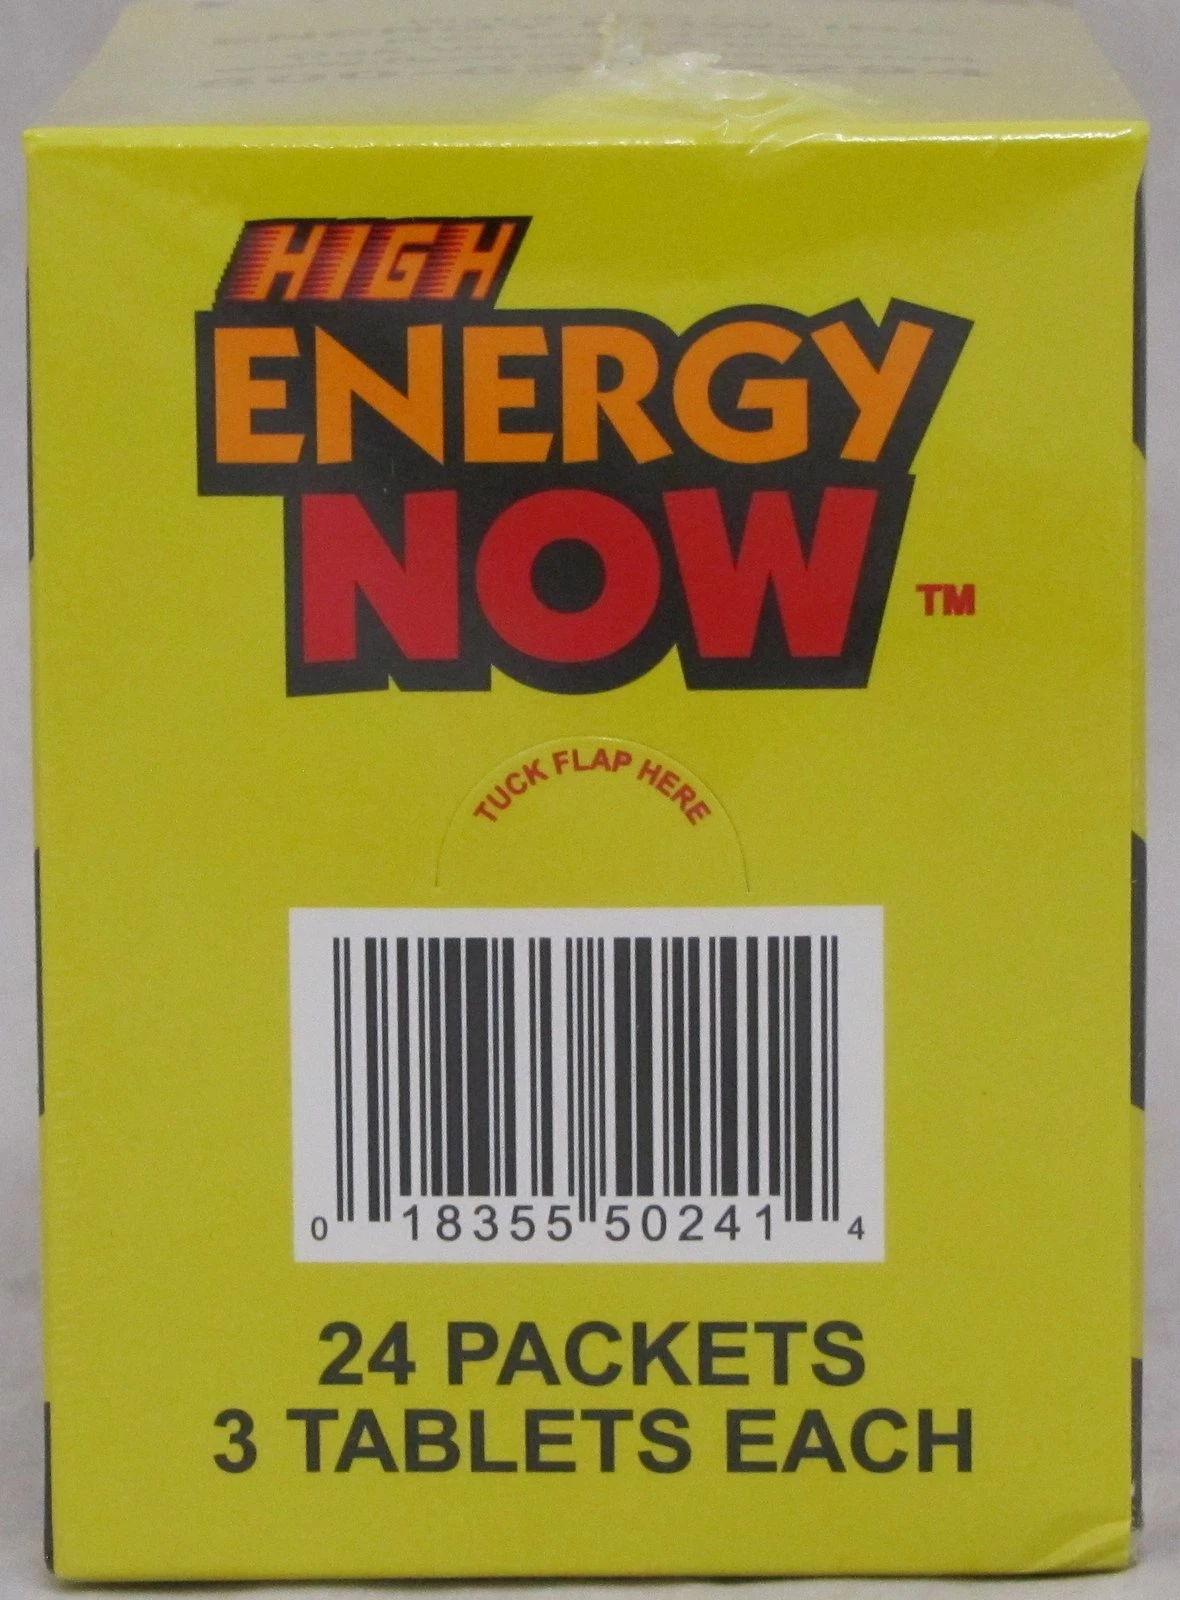 HIGH
ENERGY
NOW
TM
TUCK FLAP HERE
0 18355 50241 4
24 PACKETS
3 TABLETS EACH